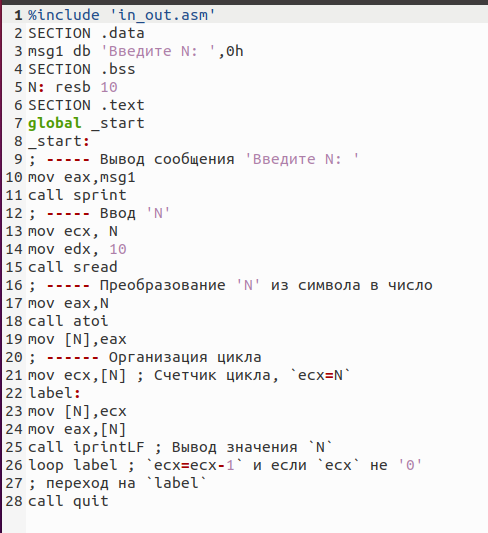 1 %include 'in_out.asm'
2 SECTION .data
3 msg1 db 'Введите N: ',0h
4 SECTION .bss
5 N: resb 10
6 SECTION .text
7 global _start
8 _start:
9 ; ----- Вывод сообщения 'Введите N: '
10 mov eax,msg1
11 call sprint
12 ; ----- Ввод 'N'
13 mov ecx, N
14 mov edx, 10
15 call sread
16 ; ----- Преобразование 'N' из символа в число
17 mov eax,N
18 call atoi
19 mov [N],eax
20 ; ------ Организация цикла
21 mov ecx,[N] ; Счетчик цикла, `ecx=N`
22 label:
23 mov [N],ecx
24 mov eax,[N]
25 call iprintLF ; Вывод значения `N`
26 loop label ; `ecx=ecx-1` и если `ecx` не '0'
27 ; переход на `label`
28 call quit